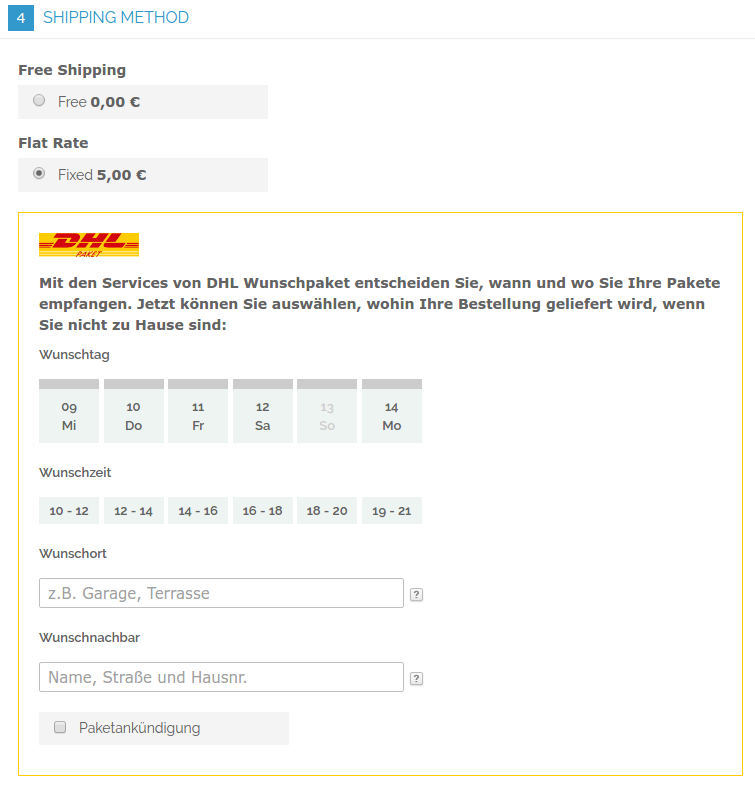 4 SHIPPING METHOD
Free Shipping
Free 0,00 €
Flat Rate
Fixed 5,00 €
DHL
PAKET
Mit den Services von DHL Wunschpaket entscheiden Sie, wann und wo Sie Ihre Pakete
empfangen. Jetzt können Sie auswählen, wohin Ihre Bestellung geliefert wird, wenn
Sie nicht zu Hause sind:
Wunschtag
09 10 11 12 13 14
Mi Do Fr Sa So Mo
Wunschzeit
10 - 12 12 - 14 14 - 16 16 - 18 18 - 20 19 - 21
Wunschort
z.B. Garage, Terrasse ?
Wunschnachbar
Name, Straße und Hausnr. ?
Paketankündigung